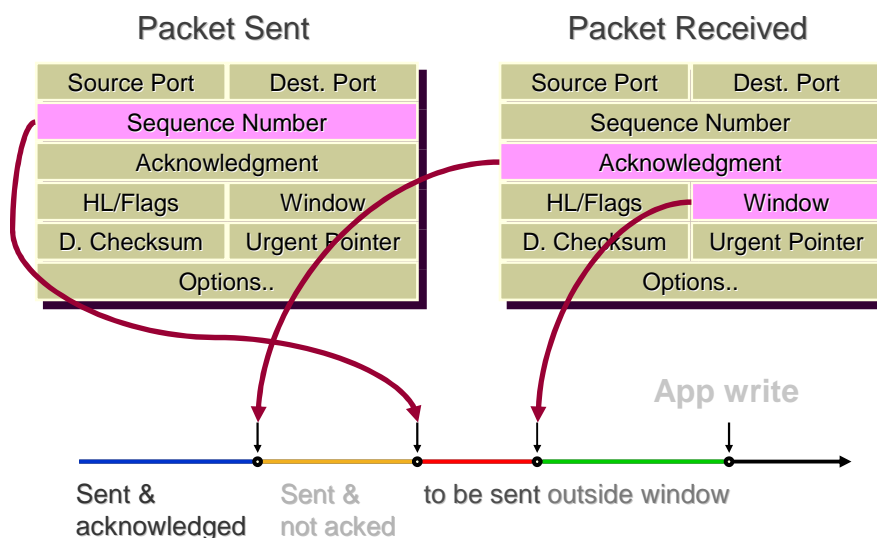 Packet Sent
Packet Received
Source Port Dest. Port
Sequence Number
Acknowledgment
HL/Flags Window
D. Checksum Urgent Pointer
Options..
Source Port Dest. Port
Sequence Number
Acknowledgment
HL/Flags Window
D. Checksum Urgent Pointer
Options..
App write
Sent &
acknowledged
Sent &
not acked
to be sent outside window